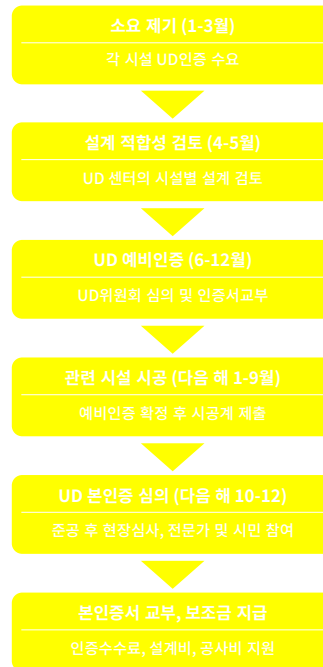 소요 제기 (1-3월)
각 시설 UD인증 수요
설계 적합성 검토 (4-5월)
UD 센터의 시설별 설계 검토
UD 예비인증 (6-12월)
UD위원회 심의 및 인증서교부
관련 시설 시공 (다음 해 1-9월)
예비인증 확정 후 시공계 제출
UD 본인증 심의 (다음 해 10-12)
준공 후 현장심사, 전문가 및 시민 참여
본인증서 교부, 보조금 지급
인증수수료, 설계비, 공사비 지원